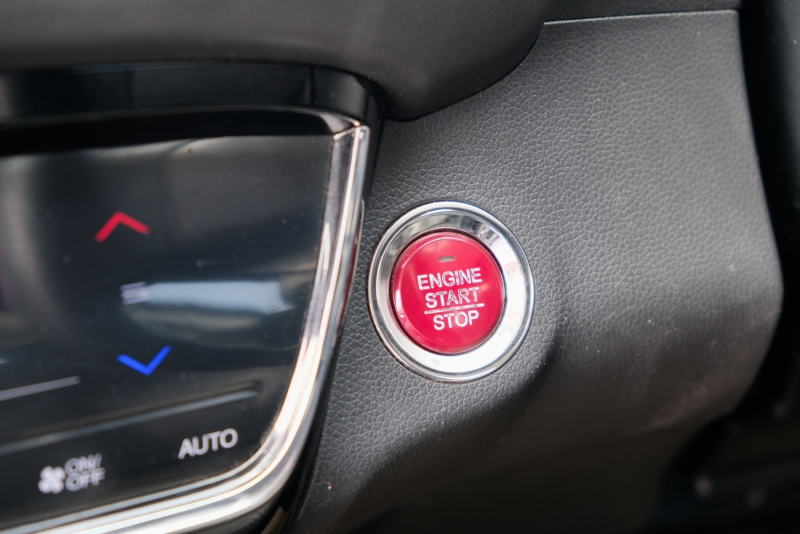 ENGINE
START
STOP
AUTO
ON/
OFF